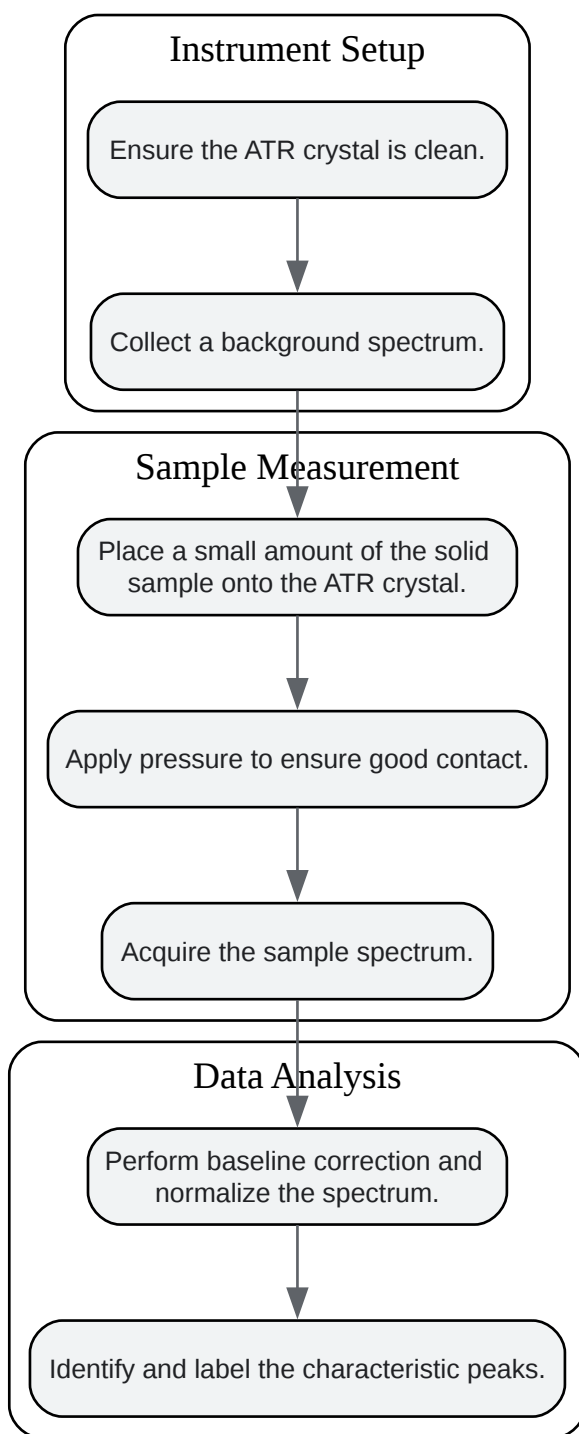 Instrument Setup
Ensure the ATR crystal is clean.
Collect a background spectrum.
Sample Measurement
Place a small amount of the solid
sample onto the ATR crystal.
Apply pressure to ensure good contact.
Acquire the sample spectrum.
Data Analysis
Perform baseline correction and
normalize the spectrum.
Identify and label the characteristic peaks.